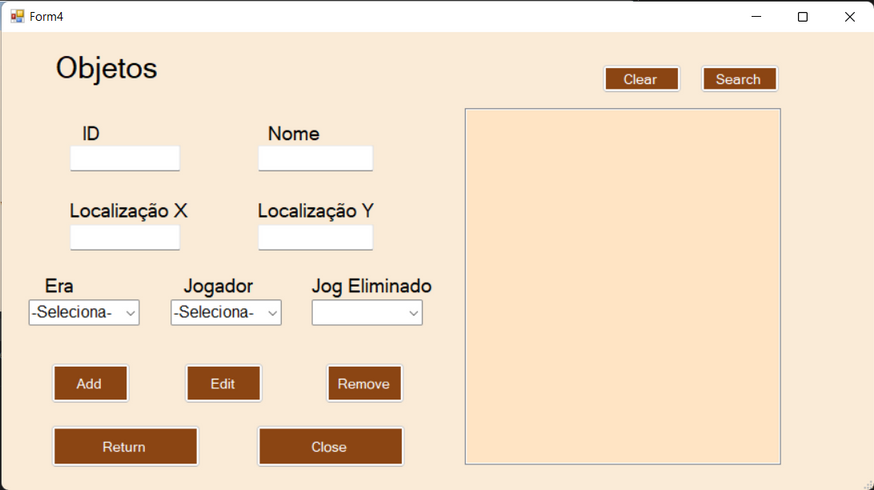 Form4
Objetos
Clear Search
ID Nome
Localização X Localização Y
Era Jogador Jog Eliminado
-Seleciona- -Seleciona-
Add Edit Remove
Return Close